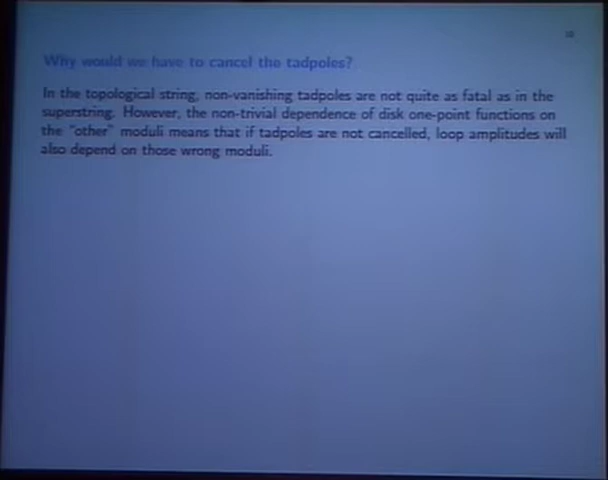 Why would we have to cancel the tadpoles?
In the topological string, non-vanishing tadpoles are not quite as fatal as in the
superstring. However, the non-trivial dependence of disk one-point functions on
the "other" moduli means that if tadpoles are not cancelled, loop amplitudes will
also depend on those wrong moduli.